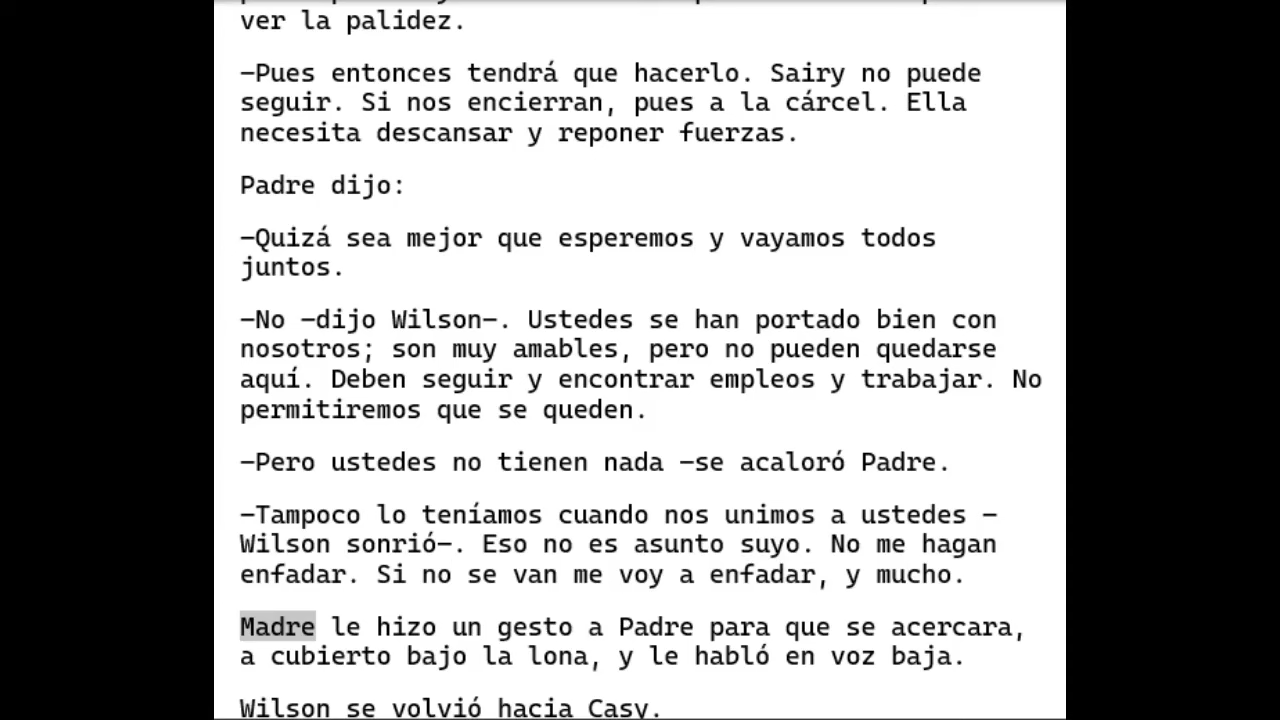 ver la palidez.
—Pues entonces tendrá que hacerlo. Sairy no puede
seguir. Si nos encierran, pues a la cárcel. Ella
necesita descansar y reponer fuerzas.
Padre dijo:
—Quizá sea mejor que esperemos y vayamos todos
juntos.
—No —dijo Wilson—. Ustedes se han portado bien con
nosotros; son muy amables, pero no pueden quedarse
aquí. Deben seguir y encontrar empleos y trabajar. No
permitiremos que se queden.
—Pero ustedes no tienen nada —se acaloró Padre.
—Tampoco lo teníamos cuando nos unimos a ustedes —
Wilson sonrió—. Eso no es asunto suyo. No me hagan
enfadar. Si no se van me voy a enfadar, y mucho.
Madre le hizo un gesto a Padre para que se acercara,
a cubierto bajo la lona, y le habló en voz baja.
Wilson se volvió hacia Casy.